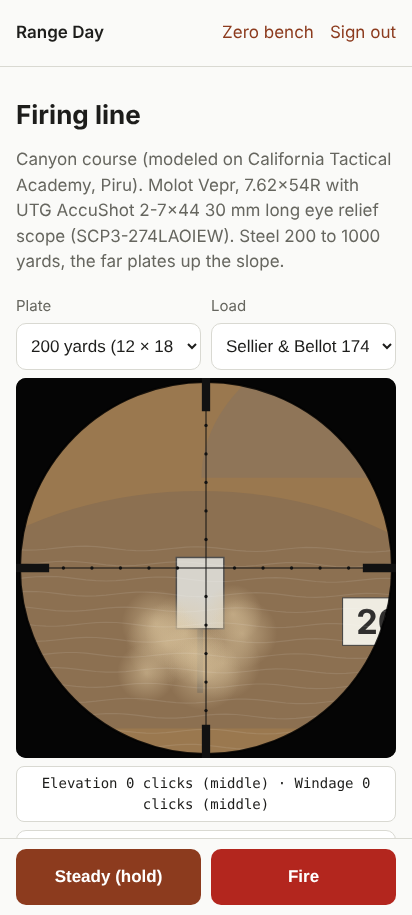 Range Day
Zero bench Sign out
Firing line
Canyon course (modeled on California Tactical
Academy, Piru). Molot Vepr, 7.62×54R with
UTG AccuShot 2-7×44 30 mm long eye relief
scope (SCP3-274LAOIEW). Steel 200 to 1000
yards, the far plates up the slope.
Plate Load
200 yards (12 × 18 Sellier & Bellot 174
Elevation 0 clicks (middle) · Windage 0
clicks (middle)
Steady (hold) Fire